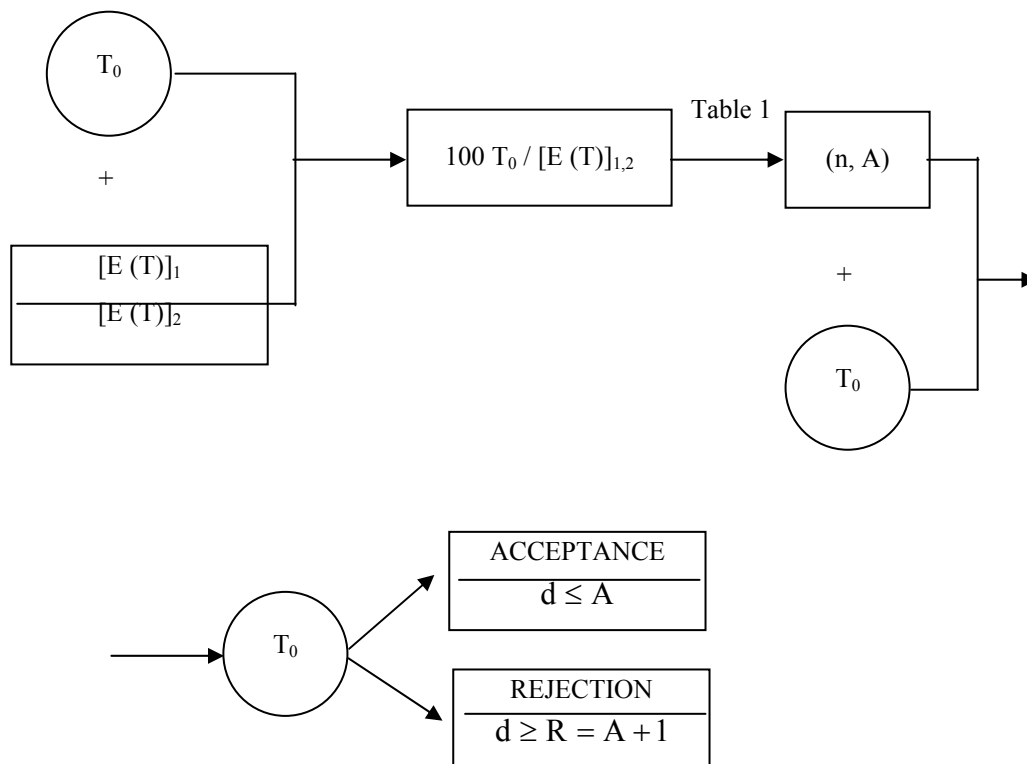 T₀
+
[E (T)]₁
[E (T)]₂
100 T₀ / [E (T)]₁,₂
Table 1
(n, A)
+
T₀
T₀
ACCEPTANCE
d ≤ A
REJECTION
d ≥ R = A + 1